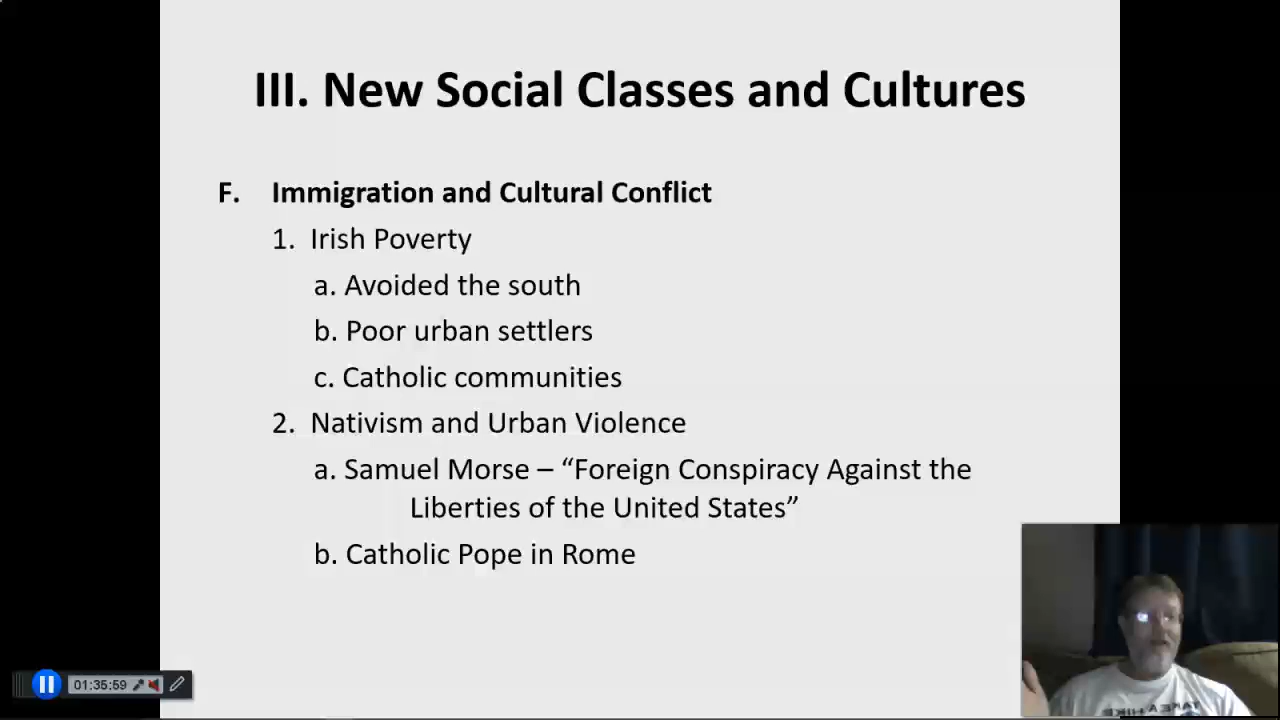 III. New Social Classes and Cultures
F. Immigration and Cultural Conflict
1. Irish Poverty
a. Avoided the south
b. Poor urban settlers
c. Catholic communities
2. Nativism and Urban Violence
a. Samuel Morse – “Foreign Conspiracy Against the
Liberties of the United States”
b. Catholic Pope in Rome
TAKE A HIKE
01:35:59